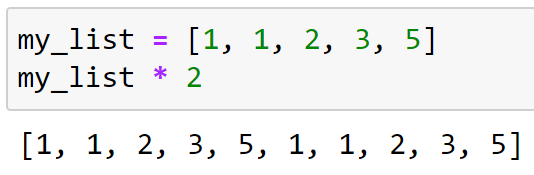 my_list = [1, 1, 2, 3, 5]
my_list * 2
[1, 1, 2, 3, 5, 1, 1, 2, 3, 5]